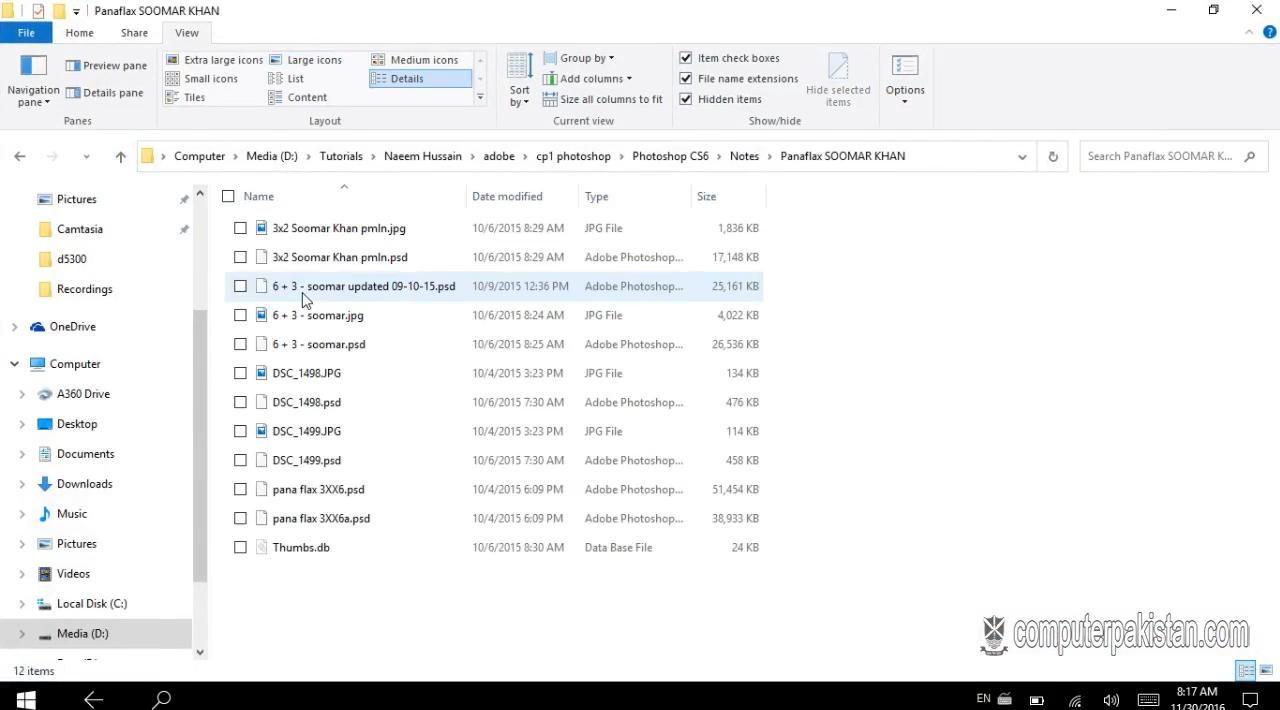 Panaflax SOOMAR KHAN
File Home Share View
Navigation pane
Preview pane
Details pane
Panes
Extra large icons Large icons Medium icons
Small icons List Details
Tiles Content
Layout
Sort by
Group by
Add columns
Size all columns to fit
Current view
Item check boxes
File name extensions
Hidden items
Hide selected items
Show/hide
Options
Computer Media (D:) Tutorials Naeem Hussain adobe cp1 photoshop Photoshop CS6 Notes Panaflax SOOMAR KHAN
Search Panaflax SOOMAR K...
Pictures
Camtasia
d5300
Recordings
OneDrive
Computer
A360 Drive
Desktop
Documents
Downloads
Music
Pictures
Videos
Local Disk (C:)
Media (D:)
Name Date modified Type Size
3x2 Soomar Khan pmln.jpg 10/6/2015 8:29 AM JPG File 1,836 KB
3x2 Soomar Khan pmln.psd 10/6/2015 8:29 AM Adobe Photoshop... 17,148 KB
6 + 3 - soomar updated 09-10-15.psd 10/9/2015 12:36 PM Adobe Photoshop... 25,161 KB
6 + 3 - soomar.jpg 10/6/2015 8:24 AM JPG File 4,022 KB
6 + 3 - soomar.psd 10/6/2015 8:25 AM Adobe Photoshop... 26,536 KB
DSC_1498.JPG 10/4/2015 3:23 PM JPG File 134 KB
DSC_1498.psd 10/6/2015 7:30 AM Adobe Photoshop... 476 KB
DSC_1499.JPG 10/4/2015 3:23 PM JPG File 114 KB
DSC_1499.psd 10/6/2015 7:30 AM Adobe Photoshop... 458 KB
pana flax 3XX6.psd 10/4/2015 6:09 PM Adobe Photoshop... 51,454 KB
pana flax 3XX6a.psd 10/4/2015 6:09 PM Adobe Photoshop... 38,933 KB
Thumbs.db 10/6/2015 8:30 AM Data Base File 24 KB
computerpakistan.com
12 items
EN
8:17 AM
11/30/2016